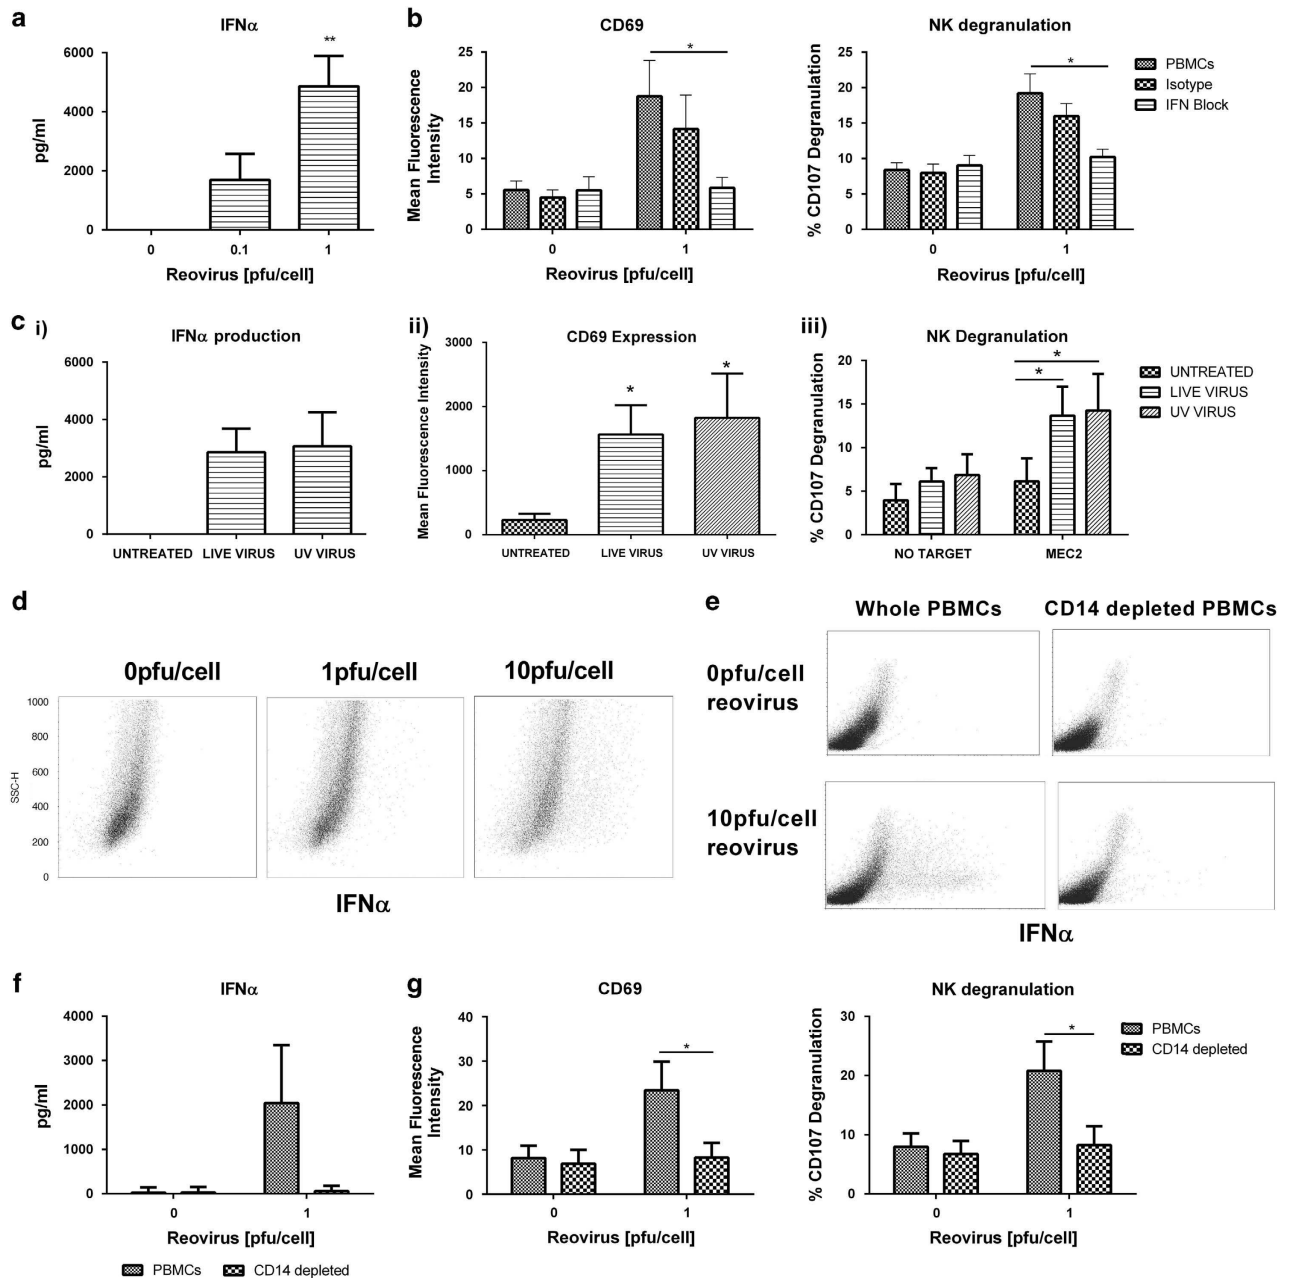 a
IFNα
6000
4000
2000
0
pg/ml
**
0 0.1 1
Reovirus [pfu/cell]
b
CD69
25
20
15
10
5
0
Mean Fluorescence
Intensity
*
0 1
Reovirus [pfu/cell]
NK degranulation
25
20
15
10
5
0
% CD107 Degranulation
*
0 1
Reovirus [pfu/cell]
PBMCs
Isotype
IFN Block
c i)
IFNα production
6000
4000
2000
0
pg/ml
UNTREATED LIVE VIRUS UV VIRUS
ii)
CD69 Expression
3000
2000
1000
0
Mean Fluorescence Intensity
* *
UNTREATED LIVE VIRUS UV VIRUS
iii)
NK Degranulation
20
15
10
5
0
% CD107 Degranulation
*
*
NO TARGET MEC2
UNTREATED
LIVE VIRUS
UV VIRUS
d
0pfu/cell 1pfu/cell 10pfu/cell
1000
800
600
400
200
0
SSC-H
IFNα
e
Whole PBMCs CD14 depleted PBMCs
0pfu/cell
reovirus
10pfu/cell
reovirus
IFNα
f
IFNα
4000
3000
2000
1000
0
pg/ml
0 1
Reovirus [pfu/cell]
PBMCs CD14 depleted
g
CD69
40
30
20
10
0
Mean Fluorescence
Intensity
*
0 1
Reovirus [pfu/cell]
NK degranulation
30
20
10
0
% CD107 Degranulation
*
0 1
Reovirus [pfu/cell]
PBMCs
CD14 depleted